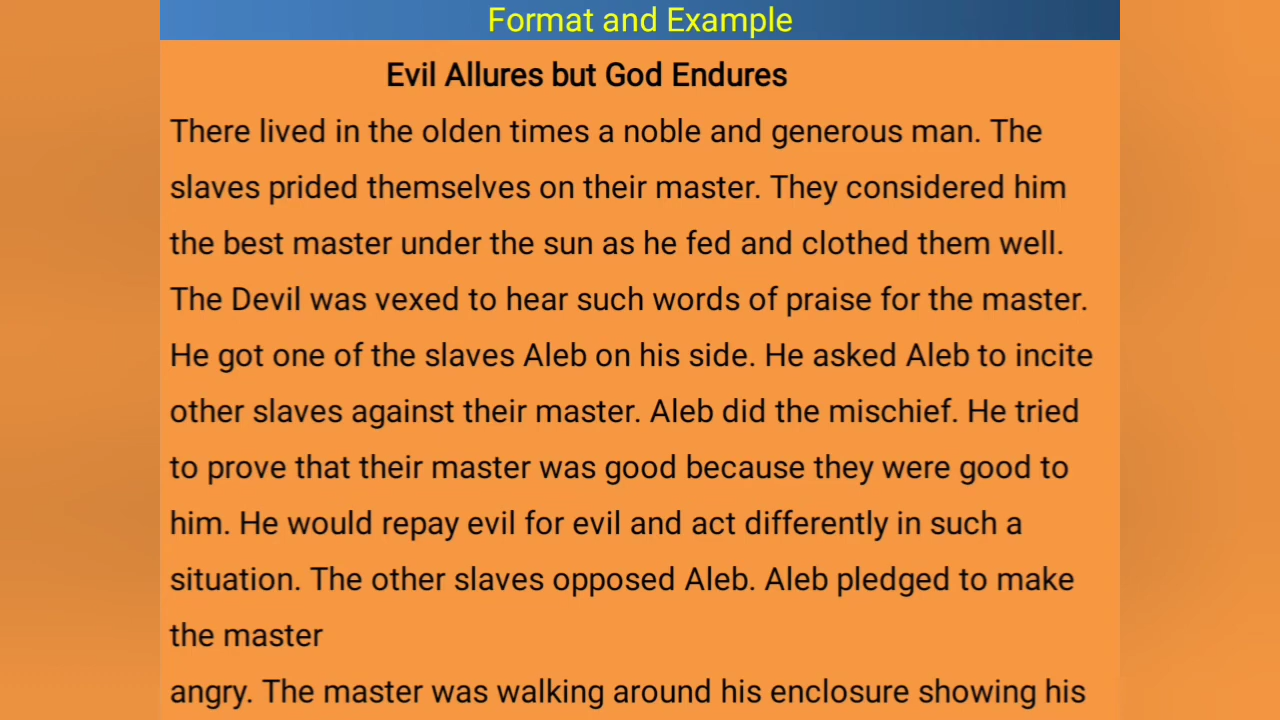 Format and Example
Evil Allures but God Endures
There lived in the olden times a noble and generous man. The
slaves prided themselves on their master. They considered him
the best master under the sun as he fed and clothed them well.
The Devil was vexed to hear such words of praise for the master.
He got one of the slaves Aleb on his side. He asked Aleb to incite
other slaves against their master. Aleb did the mischief. He tried
to prove that their master was good because they were good to
him. He would repay evil for evil and act differently in such a
situation. The other slaves opposed Aleb. Aleb pledged to make
the master
angry. The master was walking around his enclosure showing his